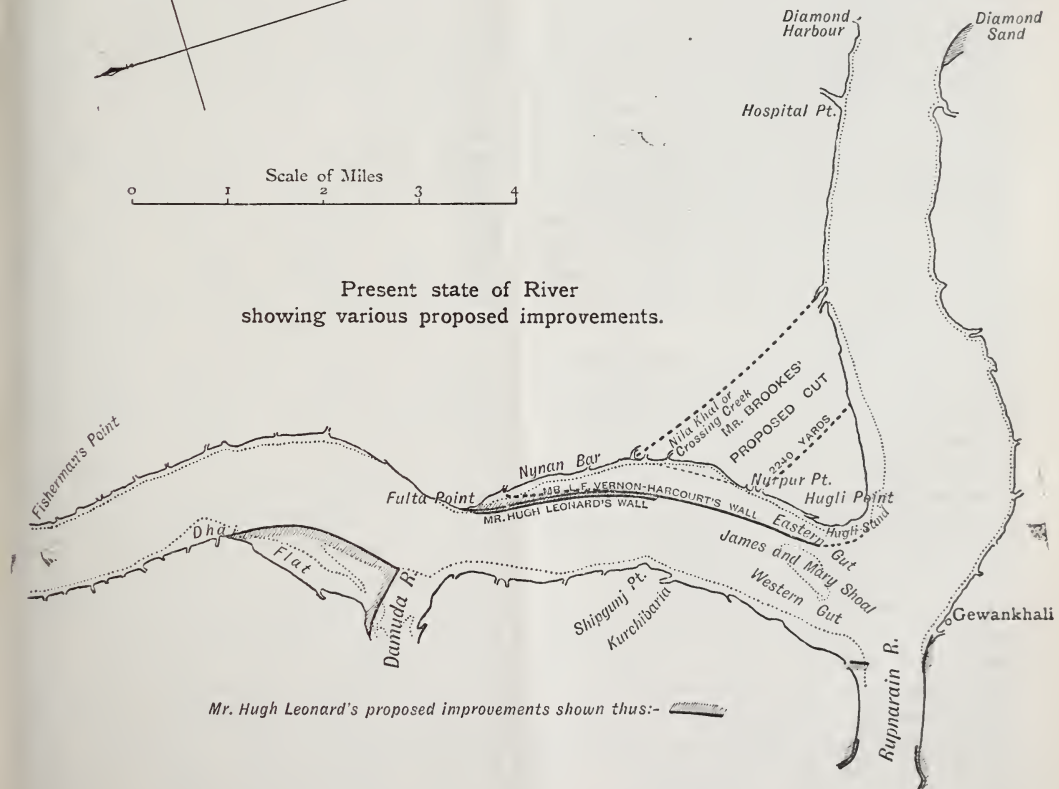 Diamond
Harbour
Diamond
Sand
Hospital Pt.
Scale of Miles
0 1 2 3 4
Present state of River
showing various proposed improvements.
Fisherman's Point
Nila Khal or
Crossing Creek
MR. BROOKES'
PROPOSED CUT
2240 YARDS
Nynan Bar
Nurpur Pt.
Fulta Point
MR. L.F. VERNON-HARCOURT'S WALL
Hugli Point
MR. HUGH LEONARD'S WALL
Hugli Sand
Eastern Gut
Dhaj
Flat
James and Mary Shoal
Western Gut
Damuda R.
Shipgunj Pt.
Kurchibaria
Gewankhali
Rupnarain R.
Mr. Hugh Leonard's proposed improvements shown thus:-